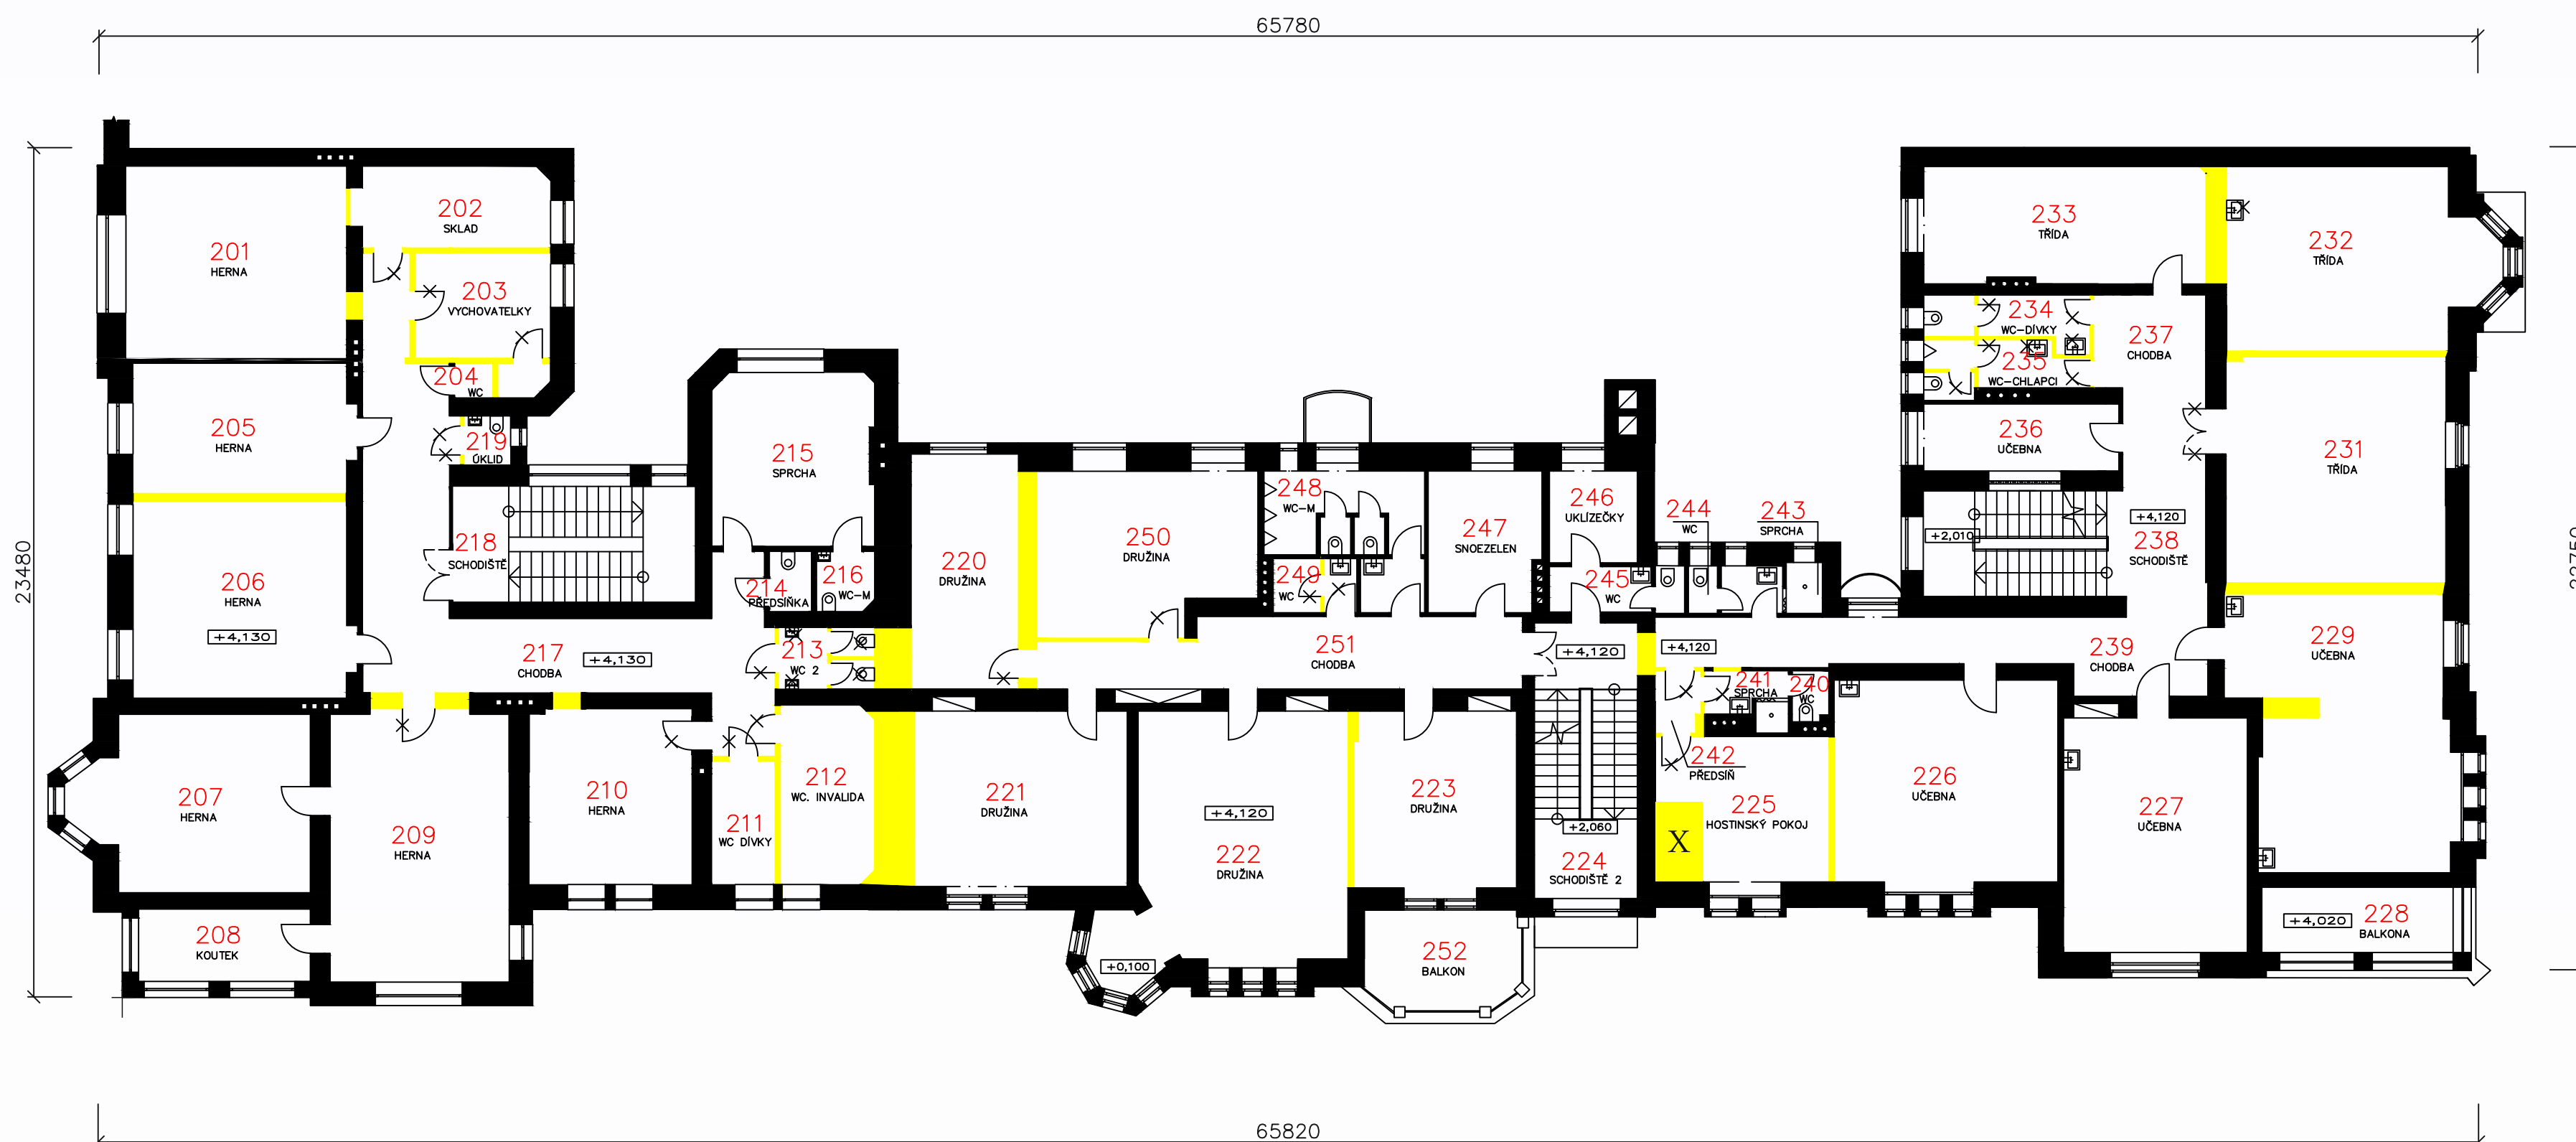 65780
23480
22750
201
HERNA
202
SKLAD
203
VYCHOVATELKY
204
WC
205
HERNA
219
ÚKLID
206
HERNA
+4,130
218
SCHODIŠTĚ
217
CHODBA
+4,130
215
SPRCHA
214
PŘEDSÍŇKA
216
WC-M
213
WC 2
207
HERNA
208
KOUTEK
209
HERNA
210
HERNA
211
WC DÍVKY
212
WC. INVALIDA
220
DRUŽINA
250
DRUŽINA
221
DRUŽINA
222
DRUŽINA
+4,120
+0,100
223
DRUŽINA
252
BALKON
248
WC-M
249
WC
247
SNOEZELEN
251
CHODBA
246
UKLÍZEČKY
245
WC
244
WC
243
SPRCHA
+4,120
+4,120
+2,060
224
SCHODIŠTĚ 2
241
SPRCHA
240
WC
242
PŘEDSÍŇ
225
HOSTINSKÝ POKOJ
X
226
UČEBNA
227
UČEBNA
228
BALKONA
+4,020
229
UČEBNA
239
CHODBA
238
SCHODIŠTĚ
+4,120
+2,010
236
UČEBNA
237
CHODBA
234
WC-DÍVKY
235
WC-CHLAPCI
233
TŘÍDA
232
TŘÍDA
231
TŘÍDA
65820